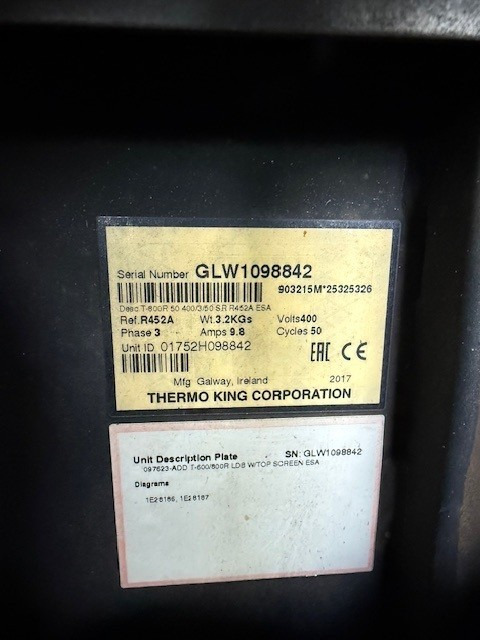 Serial Number GLW1098842
903215M*25325326
Desc T-600R 50 400/3/50 SR R452A ESA
Ref.R452A Wt.3.2KGs Volts400
Phase 3 Amps 9.8 Cycles 50
Unit ID 01752H098842
EAC CE
Mfg Galway, Ireland 2017
THERMO KING CORPORATION
Unit Description Plate SN: GLW1098842
097623-ADD T-600/800R LDB W/TOP SCREEN ESA
Diagrams
1E28186, 1E28187